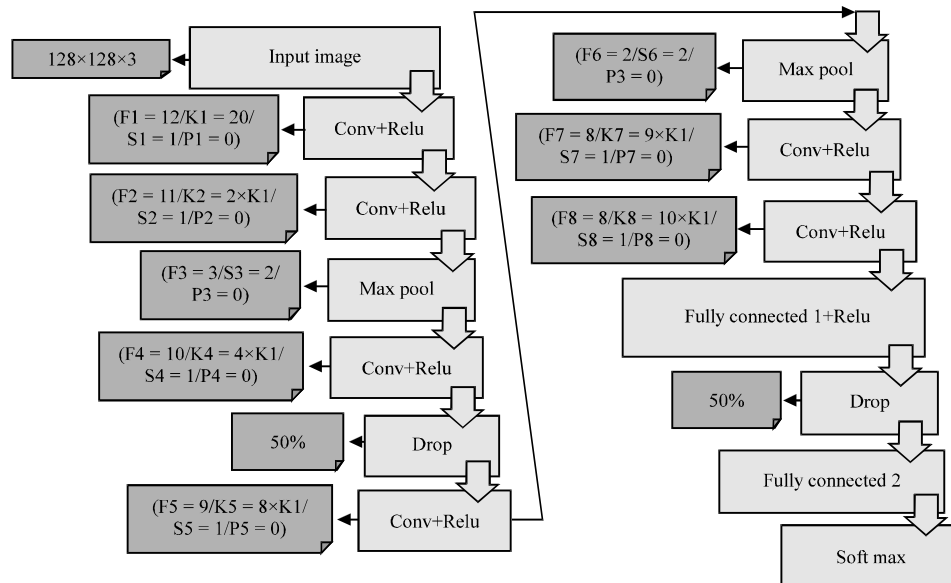 128×128×3
Input image
(F1 = 12/K1 = 20/
S1 = 1/P1 = 0)
Conv+Relu
(F2 = 11/K2 = 2×K1/
S2 = 1/P2 = 0)
Conv+Relu
(F3 = 3/S3 = 2/
P3 = 0)
Max pool
(F4 = 10/K4 = 4×K1/
S4 = 1/P4 = 0)
Conv+Relu
50%
Drop
(F5 = 9/K5 = 8×K1/
S5 = 1/P5 = 0)
Conv+Relu
(F6 = 2/S6 = 2/
P3 = 0)
Max pool
(F7 = 8/K7 = 9×K1/
S7 = 1/P7 = 0)
Conv+Relu
(F8 = 8/K8 = 10×K1/
S8 = 1/P8 = 0)
Conv+Relu
Fully connected 1+Relu
50%
Drop
Fully connected 2
Soft max